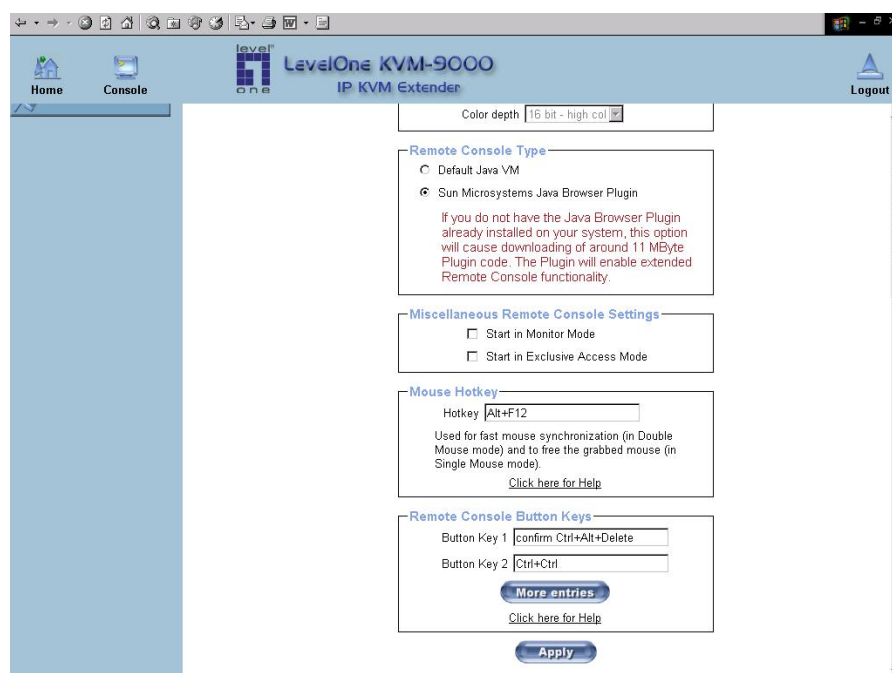 level
one
LevelOne KVM-9000
IP KVM Extender
Home
Console
Logout
Color depth 16 bit - high col
Remote Console Type
Default Java VM
Sun Microsystems Java Browser Plugin
If you do not have the Java Browser Plugin
already installed on your system, this option
will cause downloading of around 11 MByte
Plugin code. The Plugin will enable extended
Remote Console functionality.
Miscellaneous Remote Console Settings
Start in Monitor Mode
Start in Exclusive Access Mode
Mouse Hotkey
Hotkey Alt+F12
Used for fast mouse synchronization (in Double
Mouse mode) and to free the grabbed mouse (in
Single Mouse mode).
Click here for Help
Remote Console Button Keys
Button Key 1 confirm Ctrl+Alt+Delete
Button Key 2 Ctrl+Ctrl
More entries
Click here for Help
Apply